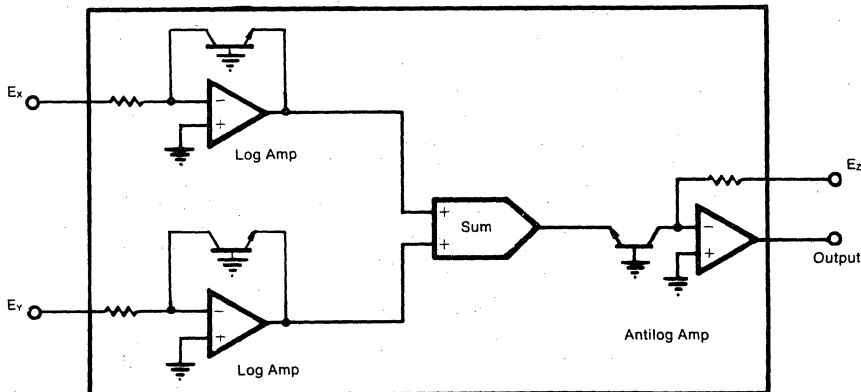 Ex
−
+
Log Amp
Ez
+
Sum
+
−
+
Output
Ey
−
+
Antilog Amp
Log Amp